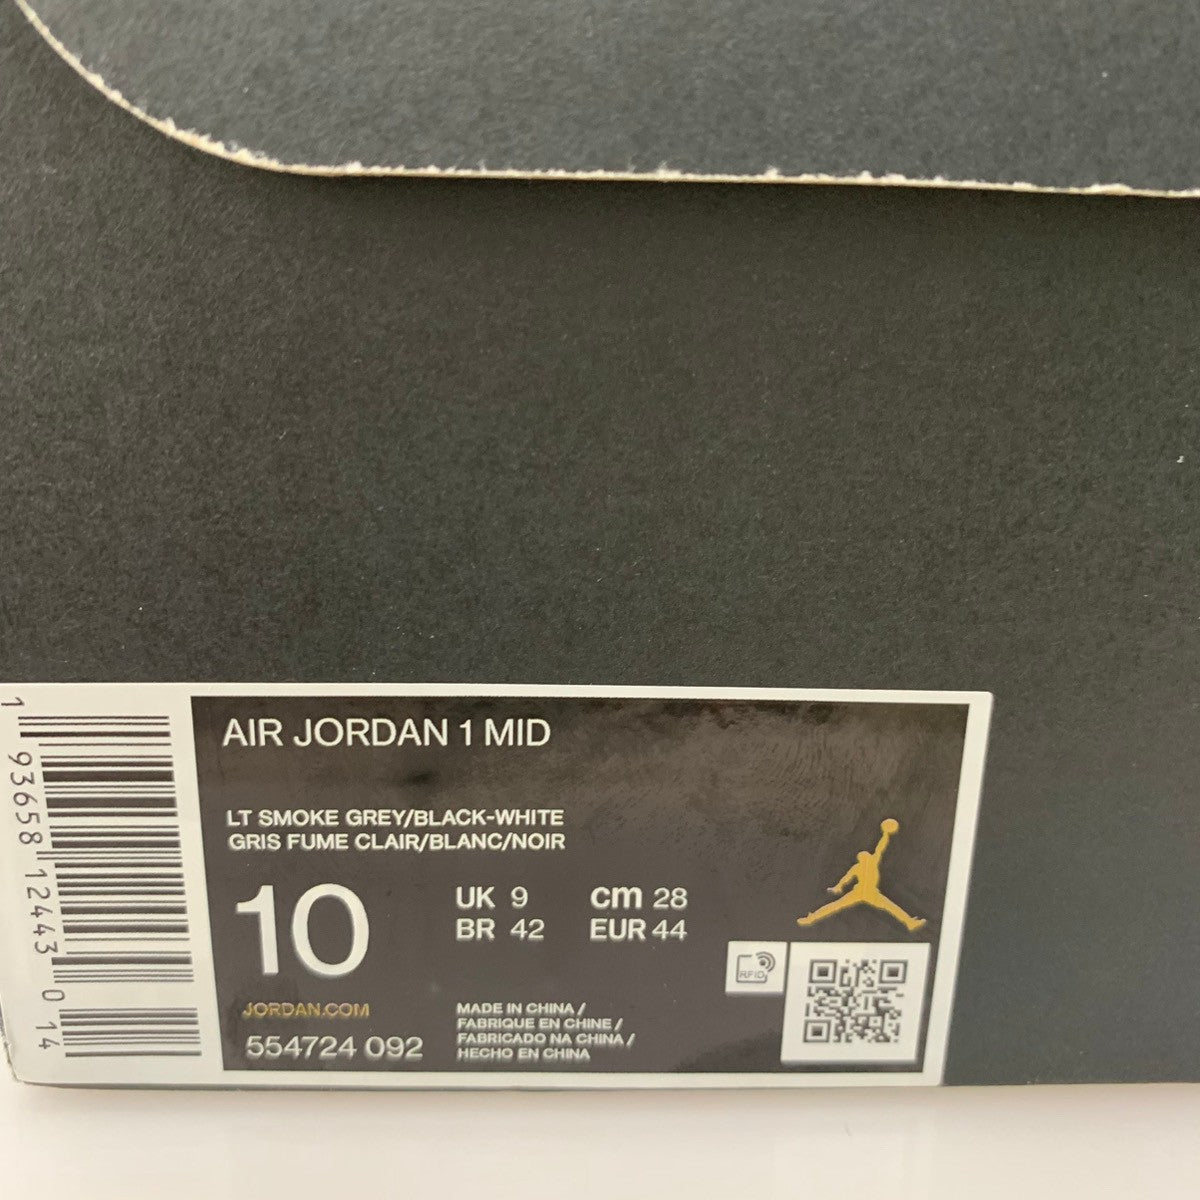 AIR JORDAN 1 MID
LT SMOKE GREY/BLACK-WHITE
GRIS FUME CLAIR/BLANC/NOIR
10
UK 9 cm 28
BR 42 EUR 44
JORDAN.COM
554724 092
MADE IN CHINA /
FABRIQUE EN CHINE /
FABRICADO NA CHINA /
HECHO EN CHINA
RFID
1 93658 12443 0 14